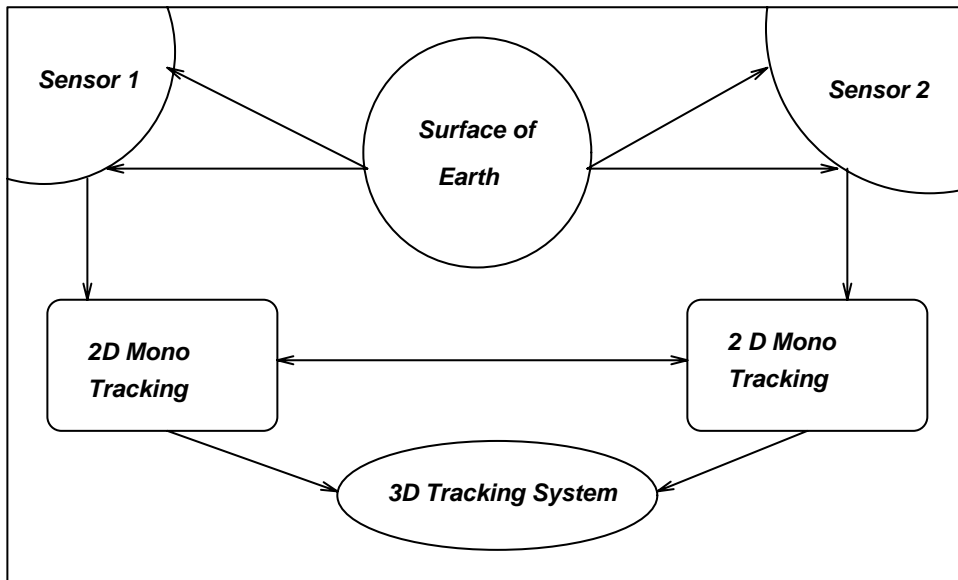 Sensor 1
Surface of
Earth
Sensor 2
2D Mono
Tracking
2 D Mono
Tracking
3D Tracking System